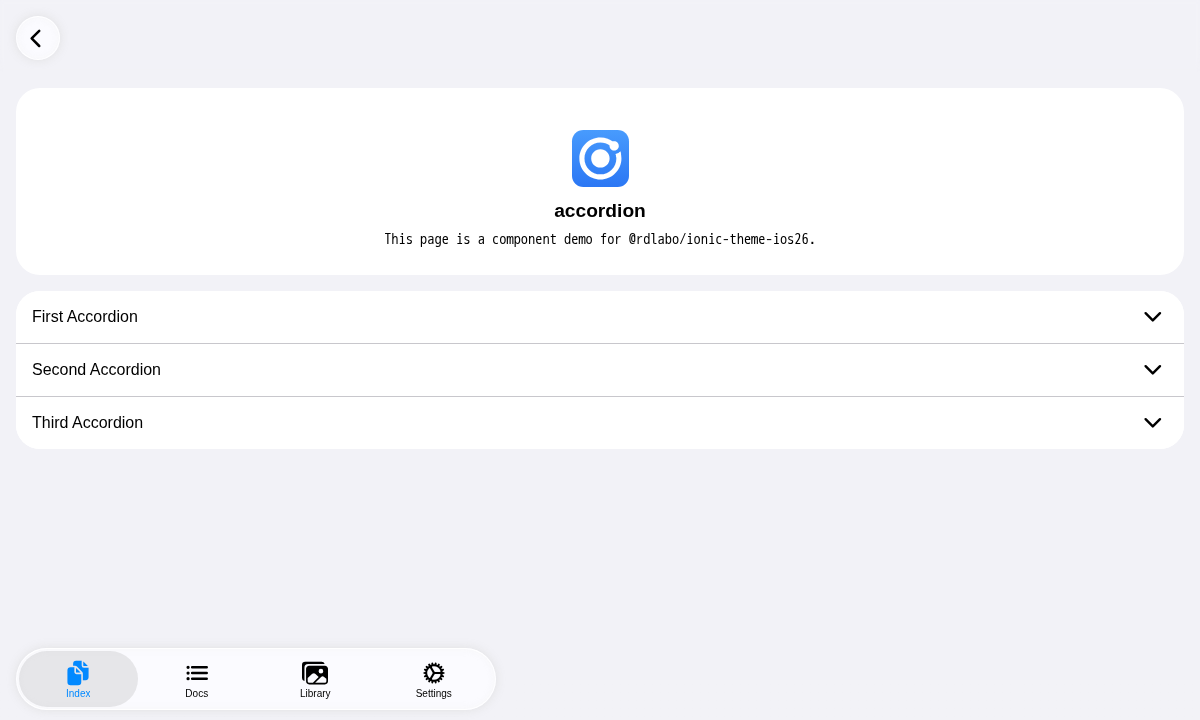 accordion
This page is a component demo for @rdlabo/ionic-theme-ios26.
First Accordion
Second Accordion
Third Accordion
Index
Docs
Library
Settings